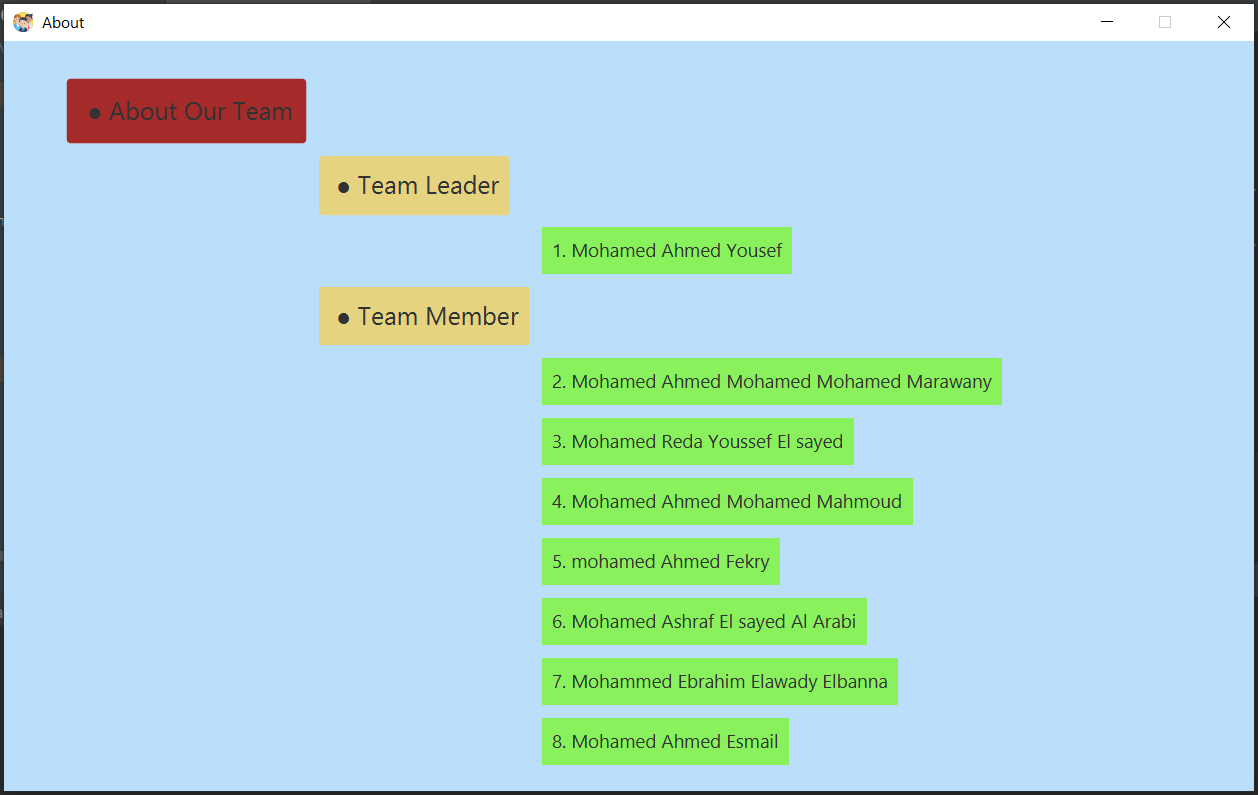 About
● About Our Team
● Team Leader
1. Mohamed Ahmed Yousef
● Team Member
2. Mohamed Ahmed Mohamed Mohamed Marawany
3. Mohamed Reda Youssef El sayed
4. Mohamed Ahmed Mohamed Mahmoud
5. mohamed Ahmed Fekry
6. Mohamed Ashraf El sayed Al Arabi
7. Mohammed Ebrahim Elawady Elbanna
8. Mohamed Ahmed Esmail